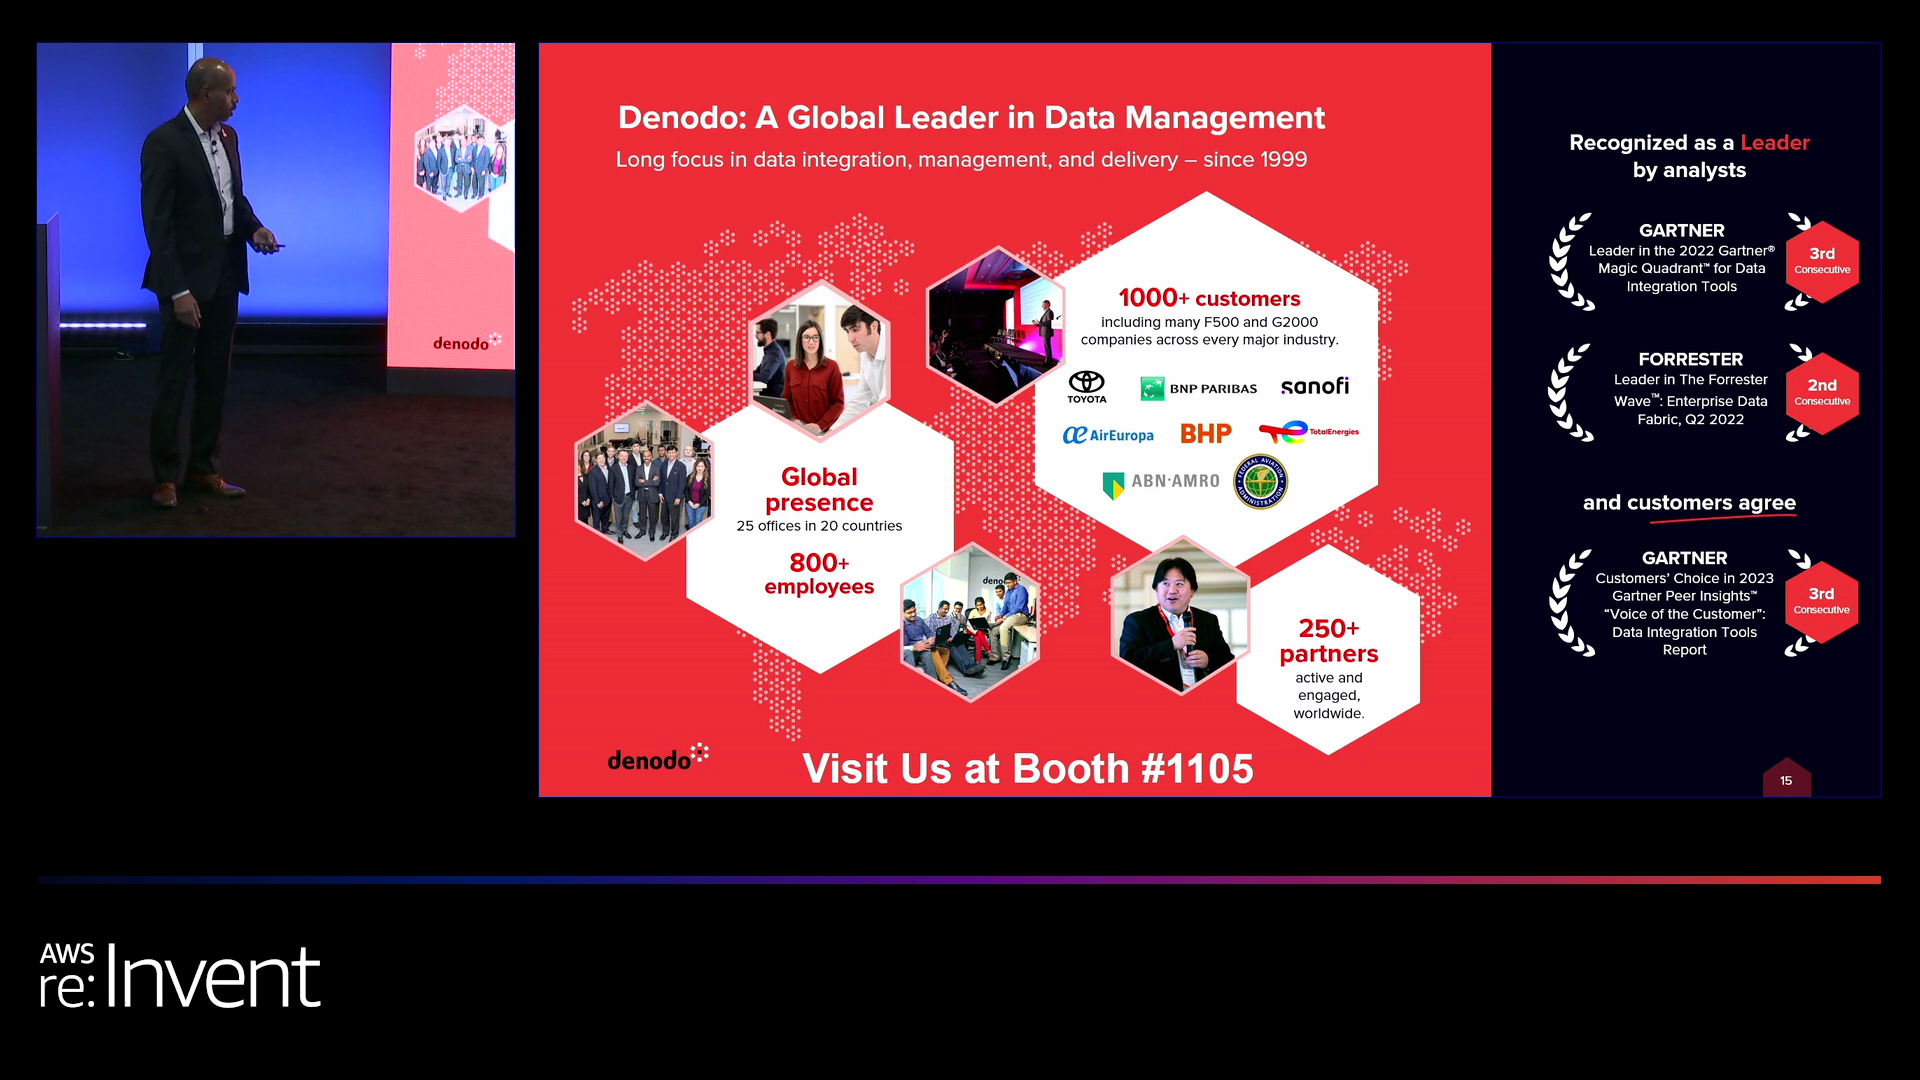 denodo
Denodo: A Global Leader in Data Management
Long focus in data integration, management, and delivery – since 1999
1000+ customers
including many F500 and G2000
companies across every major industry.
TOYOTA
BNP PARIBAS
sanofi
AirEuropa
BHP
TotalEnergies
ABN·AMRO
FEDERAL AVIATION
ADMINISTRATION
Global
presence
25 offices in 20 countries
800+
employees
denodo
250+
partners
active and
engaged,
worldwide.
denodo
Visit Us at Booth #1105
Recognized as a Leader
by analysts
GARTNER
Leader in the 2022 Gartner®
Magic Quadrant™ for Data
Integration Tools
3rd
Consecutive
FORRESTER
Leader in The Forrester
Wave™: Enterprise Data
Fabric, Q2 2022
2nd
Consecutive
and customers agree
GARTNER
Customers’ Choice in 2023
Gartner Peer Insights™
“Voice of the Customer”:
Data Integration Tools
Report
3rd
Consecutive
15
AWS
re:Invent